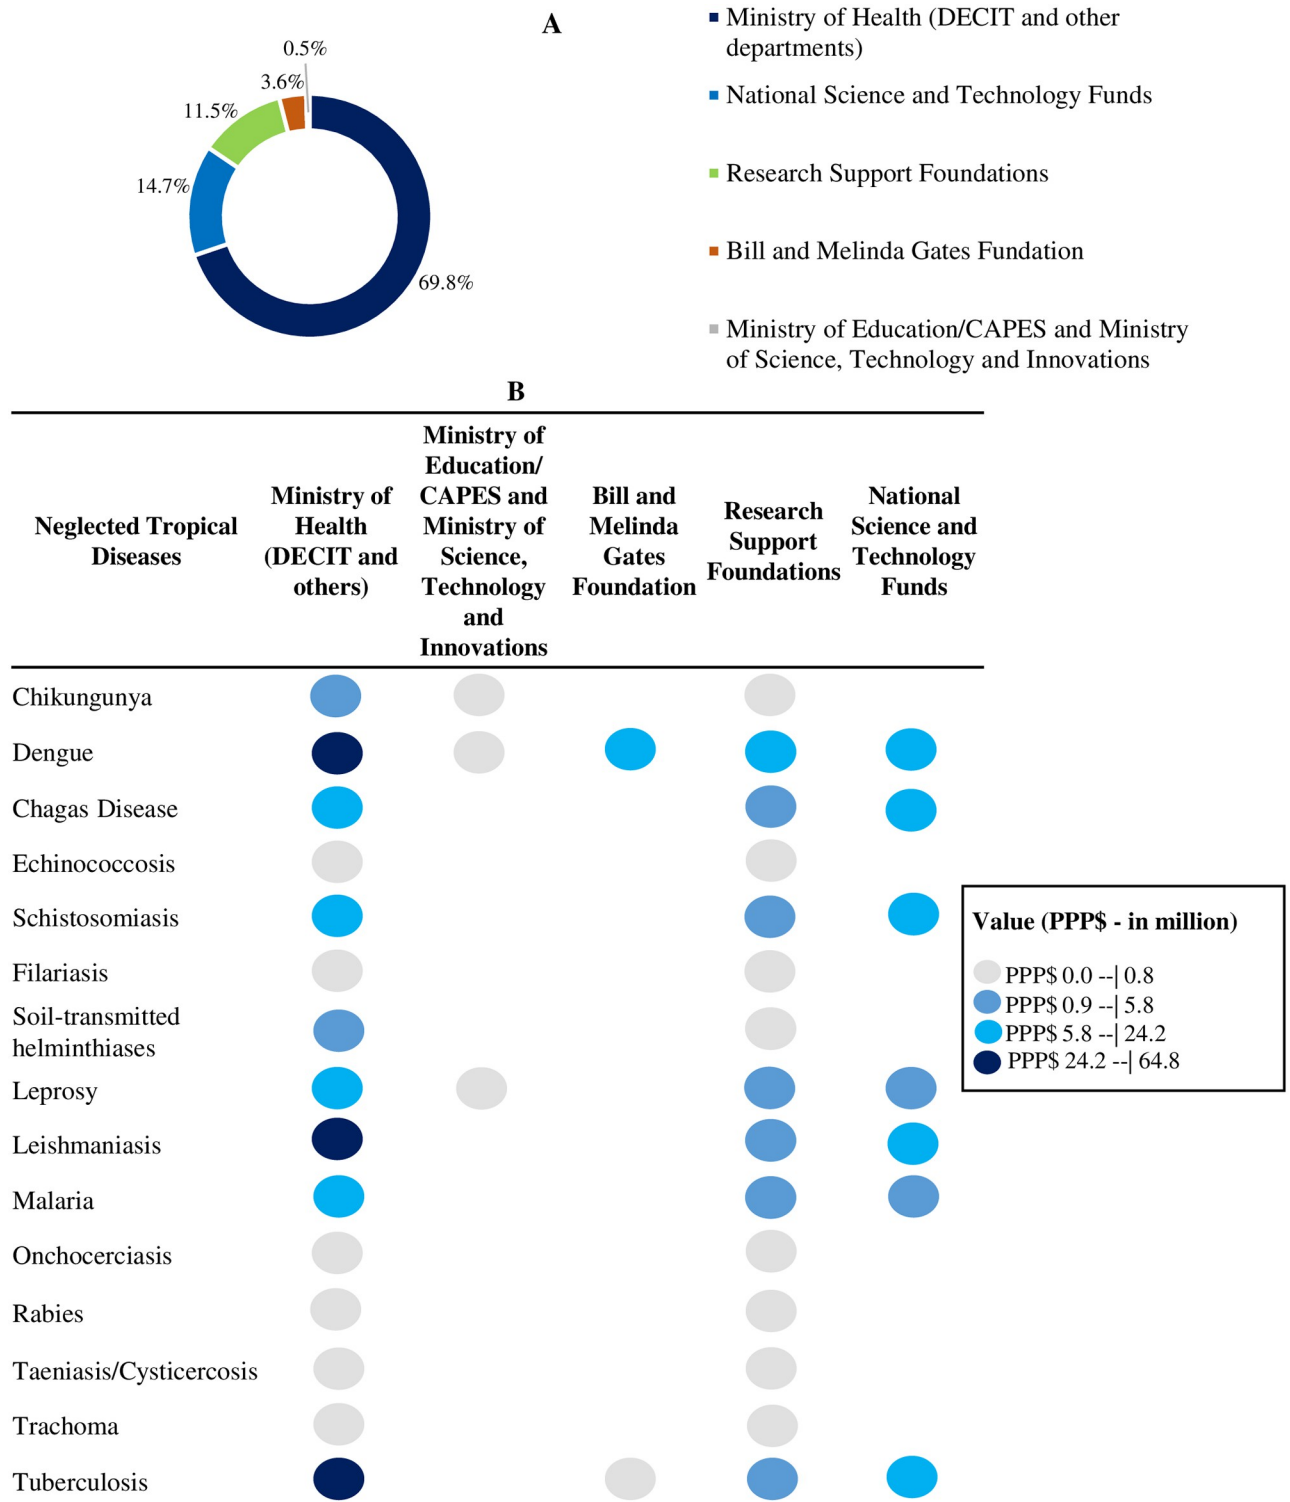 A
0.5%
3.6%
11.5%
14.7%
69.8%
Ministry of Health (DECIT and other
departments)
National Science and Technology Funds
Research Support Foundations
Bill and Melinda Gates Fundation
Ministry of Education/CAPES and Ministry
of Science, Technology and Innovations
B
Neglected Tropical
Diseases
Ministry of
Health
(DECIT and
others)
Ministry of
Education/
CAPES and
Ministry of
Science,
Technology
and
Innovations
Bill and
Melinda
Gates
Foundation
Research
Support
Foundations
National
Science and
Technology
Funds
Chikungunya
Dengue
Chagas Disease
Echinococcosis
Schistosomiasis
Filariasis
Soil-transmitted
helminthiases
Leprosy
Leishmaniasis
Malaria
Onchocerciasis
Rabies
Taeniasis/Cysticercosis
Trachoma
Tuberculosis
Value (PPP$ - in million)
PPP$ 0.0 --| 0.8
PPP$ 0.9 --| 5.8
PPP$ 5.8 --| 24.2
PPP$ 24.2 --| 64.8